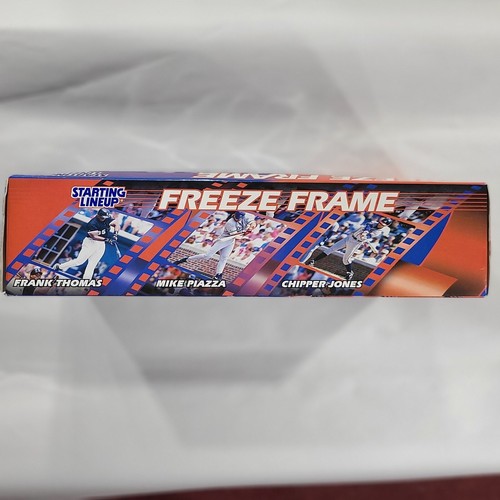 STARTING
LINEUP
FREEZE FRAME
FRANK THOMAS
MIKE PIAZZA
CHIPPER JONES